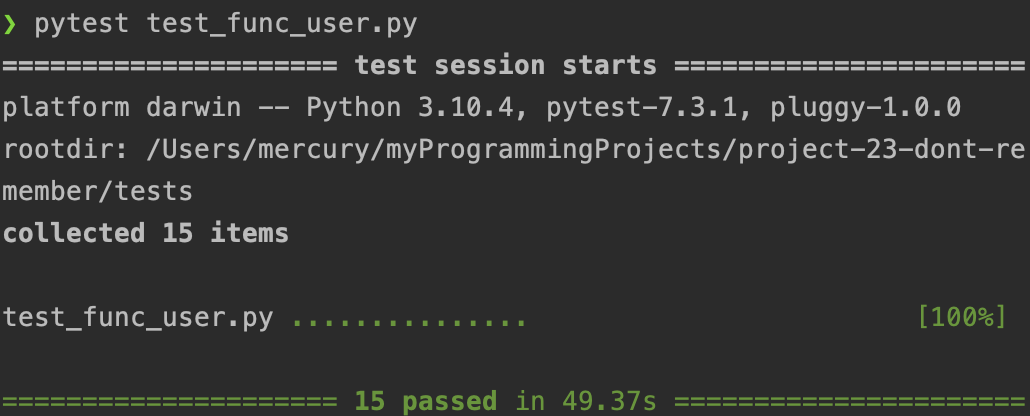 ❯ pytest test_func_user.py
===================== test session starts ======================
platform darwin -- Python 3.10.4, pytest-7.3.1, pluggy-1.0.0
rootdir: /Users/mercury/myProgrammingProjects/project-23-dont-re
member/tests
collected 15 items
test_func_user.py ............... [100%]
===================== 15 passed in 49.37s ======================